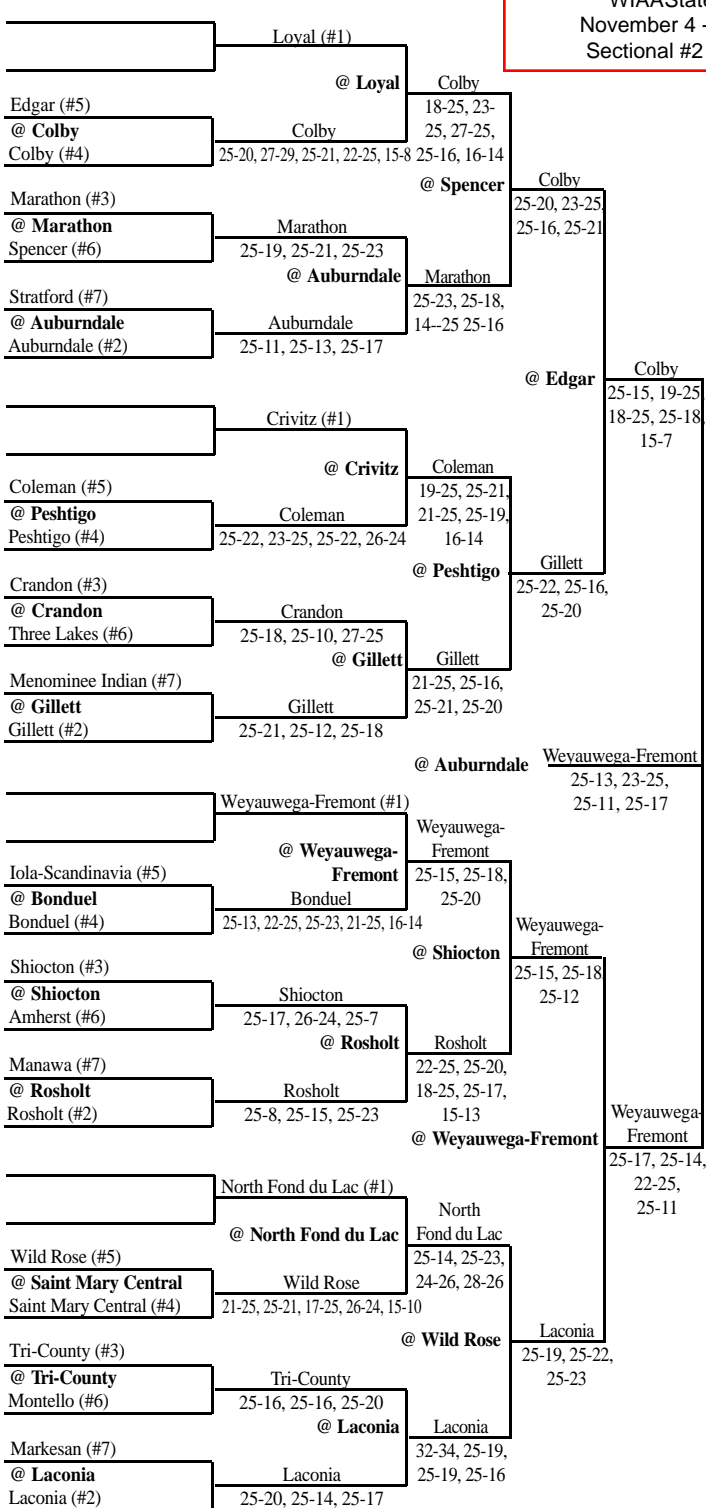 WIAAState
November 4 -
Sectional #2
Loyal (#1)
@ Loyal
Colby
18-25, 23-
25, 27-25,
25-16, 16-14
Edgar (#5)
@ Colby
Colby (#4)
Colby
25-20, 27-29, 25-21, 22-25, 15-8
@ Spencer
Colby
25-20, 23-25,
25-16, 25-21
Marathon (#3)
@ Marathon
Spencer (#6)
Marathon
25-19, 25-21, 25-23
@ Auburndale
Marathon
25-23, 25-18,
14--25 25-16
Stratford (#7)
@ Auburndale
Auburndale (#2)
Auburndale
25-11, 25-13, 25-17
@ Edgar
Colby
25-15, 19-25,
18-25, 25-18,
15-7
Crivitz (#1)
@ Crivitz
Coleman
19-25, 25-21,
21-25, 25-19,
16-14
Coleman (#5)
@ Peshtigo
Peshtigo (#4)
Coleman
25-22, 23-25, 25-22, 26-24
@ Peshtigo
Gillett
25-22, 25-16,
25-20
Crandon (#3)
@ Crandon
Three Lakes (#6)
Crandon
25-18, 25-10, 27-25
@ Gillett
Gillett
21-25, 25-16,
25-21, 25-20
Menominee Indian (#7)
@ Gillett
Gillett (#2)
Gillett
25-21, 25-12, 25-18
@ Auburndale
Weyauwega-Fremont
25-13, 23-25,
25-11, 25-17
Weyauwega-Fremont (#1)
@ Weyauwega-
Fremont
Weyauwega-
Fremont
25-15, 25-18,
25-20
Iola-Scandinavia (#5)
@ Bonduel
Bonduel (#4)
Bonduel
25-13, 22-25, 25-23, 21-25, 16-14
@ Shiocton
Weyauwega-
Fremont
25-15, 25-18
25-12
Shiocton (#3)
@ Shiocton
Amherst (#6)
Shiocton
25-17, 26-24, 25-7
@ Rosholt
Rosholt
22-25, 25-20,
18-25, 25-17,
15-13
Manawa (#7)
@ Rosholt
Rosholt (#2)
Rosholt
25-8, 25-15, 25-23
@ Weyauwega-Fremont
Weyauwega-
Fremont
25-17, 25-14,
22-25,
25-11
North Fond du Lac (#1)
@ North Fond du Lac
North
Fond du Lac
25-14, 25-23,
24-26, 28-26
Wild Rose (#5)
@ Saint Mary Central
Saint Mary Central (#4)
Wild Rose
21-25, 25-21, 17-25, 26-24, 15-10
@ Wild Rose
Laconia
25-19, 25-22,
25-23
Tri-County (#3)
@ Tri-County
Montello (#6)
Tri-County
25-16, 25-16, 25-20
@ Laconia
Laconia
32-34, 25-19,
25-19, 25-16
Markesan (#7)
@ Laconia
Laconia (#2)
Laconia
25-20, 25-14, 25-17